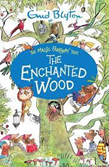 Enid Blyton
THE MAGIC FARAWAY TREE
THE
ENCHANTED
WOOD